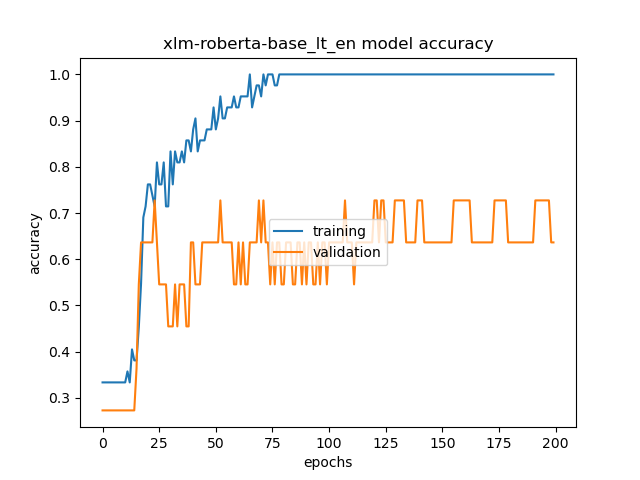 xlm-roberta-base_lt_en model accuracy
1.0
0.9
0.8
0.7
0.6
0.5
0.4
0.3
accuracy
training
validation
0 25 50 75 100 125 150 175 200
epochs